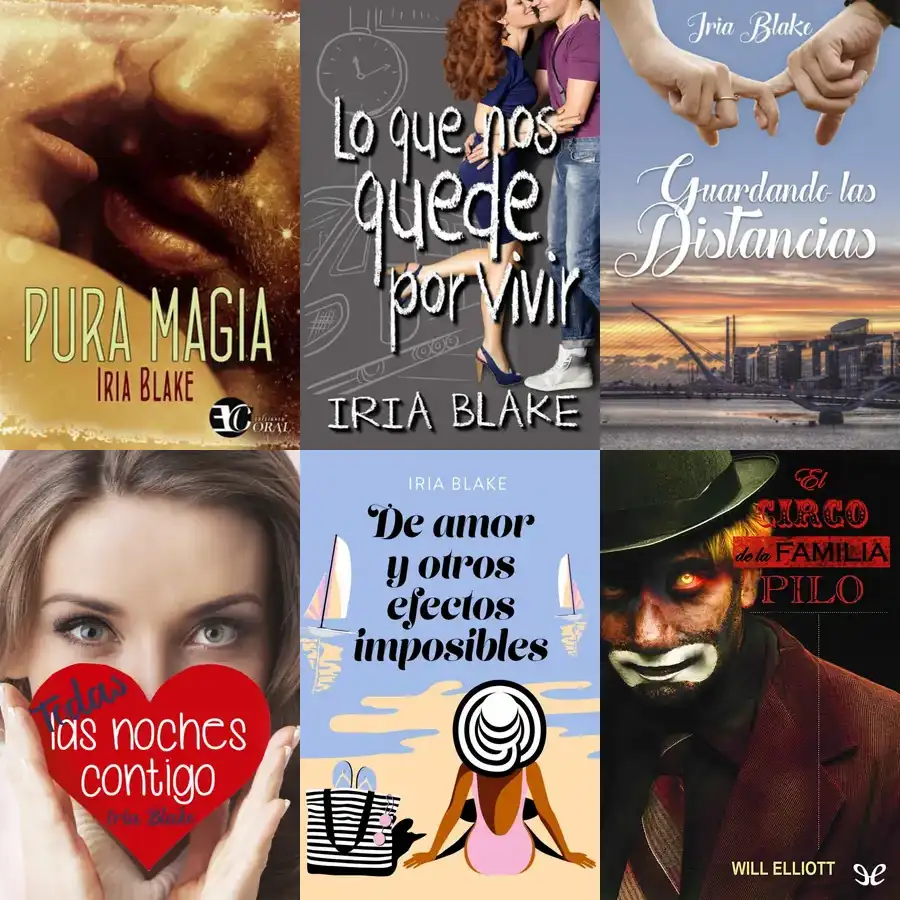 PURA MAGIA
IRIA BLAKE
EC ediciones
CORAL
Lo que nos
quede
por vivir
IRIA BLAKE
Iria Blake
Guardando las
Distancias
Todas
las noches
contigo
Iria Blake
IRIA BLAKE
De amor
y otros
efectos
imposibles
El
CIRCO
de la FAMILIA
PILO
WILL ELLIOTT